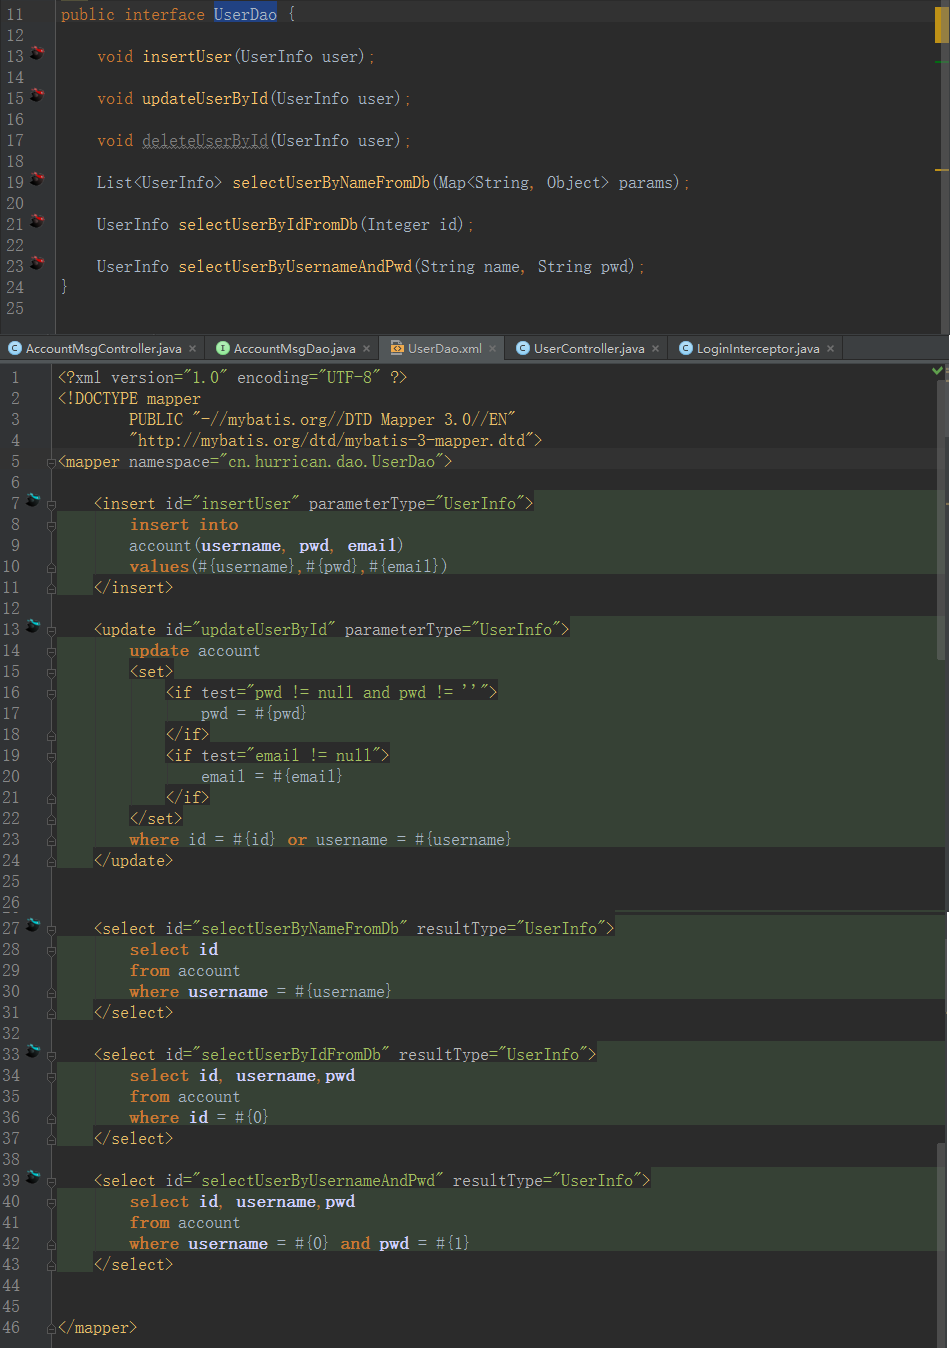 11 public interface UserDao {
12
13 void insertUser(UserInfo user);
14
15 void updateUserById(UserInfo user);
16
17 void deleteUserById(UserInfo user);
18
19 List<UserInfo> selectUserByNameFromDb(Map<String, Object> params);
20
21 UserInfo selectUserByIdFromDb(Integer id);
22
23 UserInfo selectUserByUsernameAndPwd(String name, String pwd);
24 }
25
AccountMsgController.java × AccountMsgDao.java × UserDao.xml × UserController.java × LoginInterceptor.java ×
1 <?xml version="1.0" encoding="UTF-8" ?>
2 <!DOCTYPE mapper
3 PUBLIC "-//mybatis.org//DTD Mapper 3.0//EN"
4 "http://mybatis.org/dtd/mybatis-3-mapper.dtd">
5 <mapper namespace="cn.hurrican.dao.UserDao">
6
7 <insert id="insertUser" parameterType="UserInfo">
8 insert into
9 account(username, pwd, email)
10 values(#{username},#{pwd},#{email})
11 </insert>
12
13 <update id="updateUserById" parameterType="UserInfo">
14 update account
15 <set>
16 <if test="pwd != null and pwd != ''">
17 pwd = #{pwd}
18 </if>
19 <if test="email != null">
20 email = #{email}
21 </if>
22 </set>
23 where id = #{id} or username = #{username}
24 </update>
25
26
27 <select id="selectUserByNameFromDb" resultType="UserInfo">
28 select id
29 from account
30 where username = #{username}
31 </select>
32
33 <select id="selectUserByIdFromDb" resultType="UserInfo">
34 select id, username,pwd
35 from account
36 where id = #{0}
37 </select>
38
39 <select id="selectUserByUsernameAndPwd" resultType="UserInfo">
40 select id, username,pwd
41 from account
42 where username = #{0} and pwd = #{1}
43 </select>
44
45
46 </mapper>